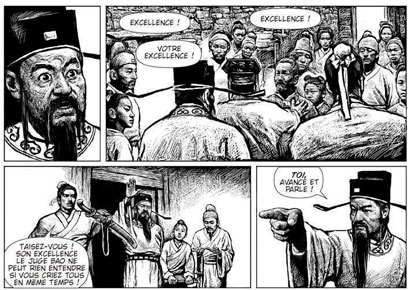 EXCELLENCE !
VOTRE
EXCELLENCE !
EXCELLENCE !
TAISEZ-VOUS !
SON EXCELLENCE
LE JUGE BAO NE
PEUT RIEN ENTENDRE
SI VOUS CRIEZ TOUS
EN MÊME TEMPS !
TOI,
AVANCE ET
PARLE !